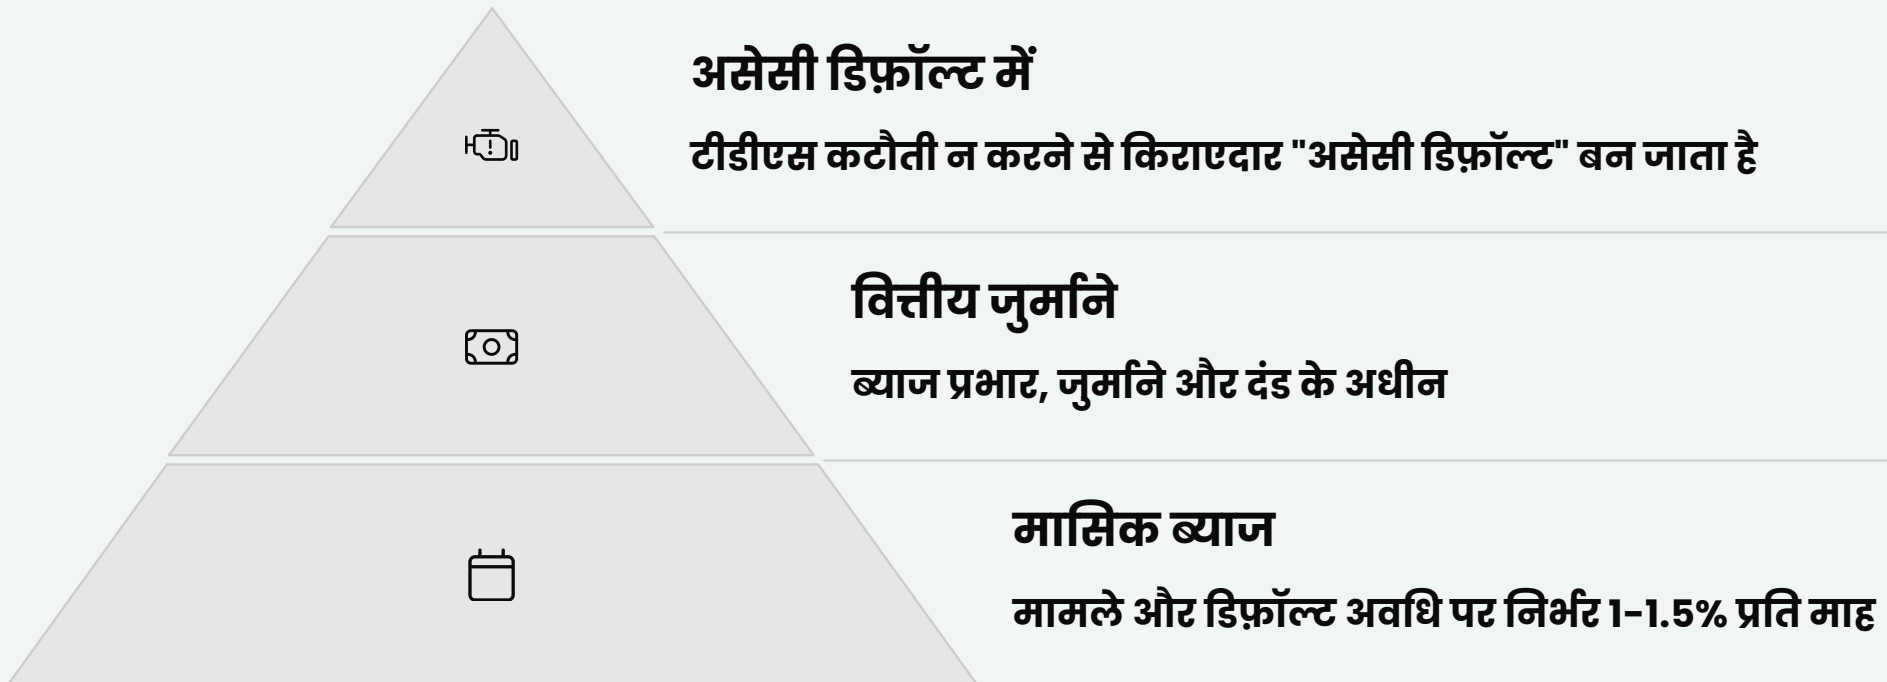 असेसी डिफ़ॉल्ट में
टीडीएस कटौती न करने से किराएदार "असेसी डिफ़ॉल्ट" बन जाता है
वित्तीय जुर्माने
ब्याज प्रभार, जुर्माने और दंड के अधीन
मासिक ब्याज
मामले और डिफ़ॉल्ट अवधि पर निर्भर 1-1.5% प्रति माह